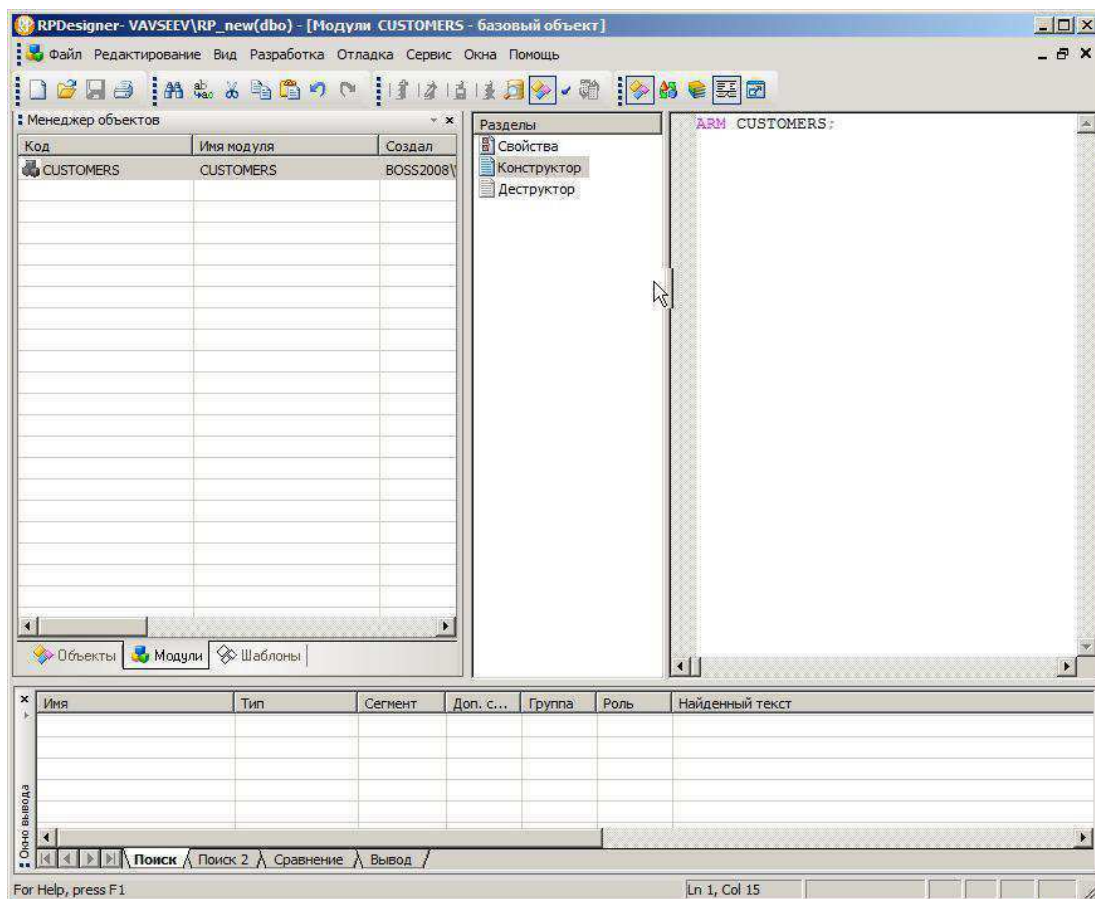 RPDesigner- VAVSEEV\RP_new(dbo) - [Модули CUSTOMERS - базовый объект]
Файл Редактирование Вид Разработка Отладка Сервис Окна Помощь
Менеджер объектов
Код Имя модуля Создал
CUSTOMERS CUSTOMERS BOSS2008\
Разделы
Свойства
Конструктор
Деструктор
ARM CUSTOMERS;
Объекты Модули Шаблоны
Имя Тип Сегмент Доп. с... Группа Роль Найденный текст
Окно вывода
Поиск Поиск 2 Сравнение Вывод
For Help, press F1 Ln 1, Col 15